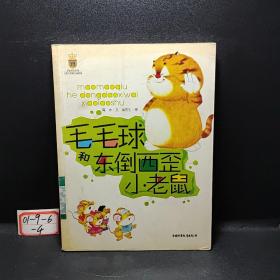 maomaoqiu
he dongdaoxiwai
xiaolaoshu
毛毛球
和东倒西歪
小老鼠
01-9-6
-4